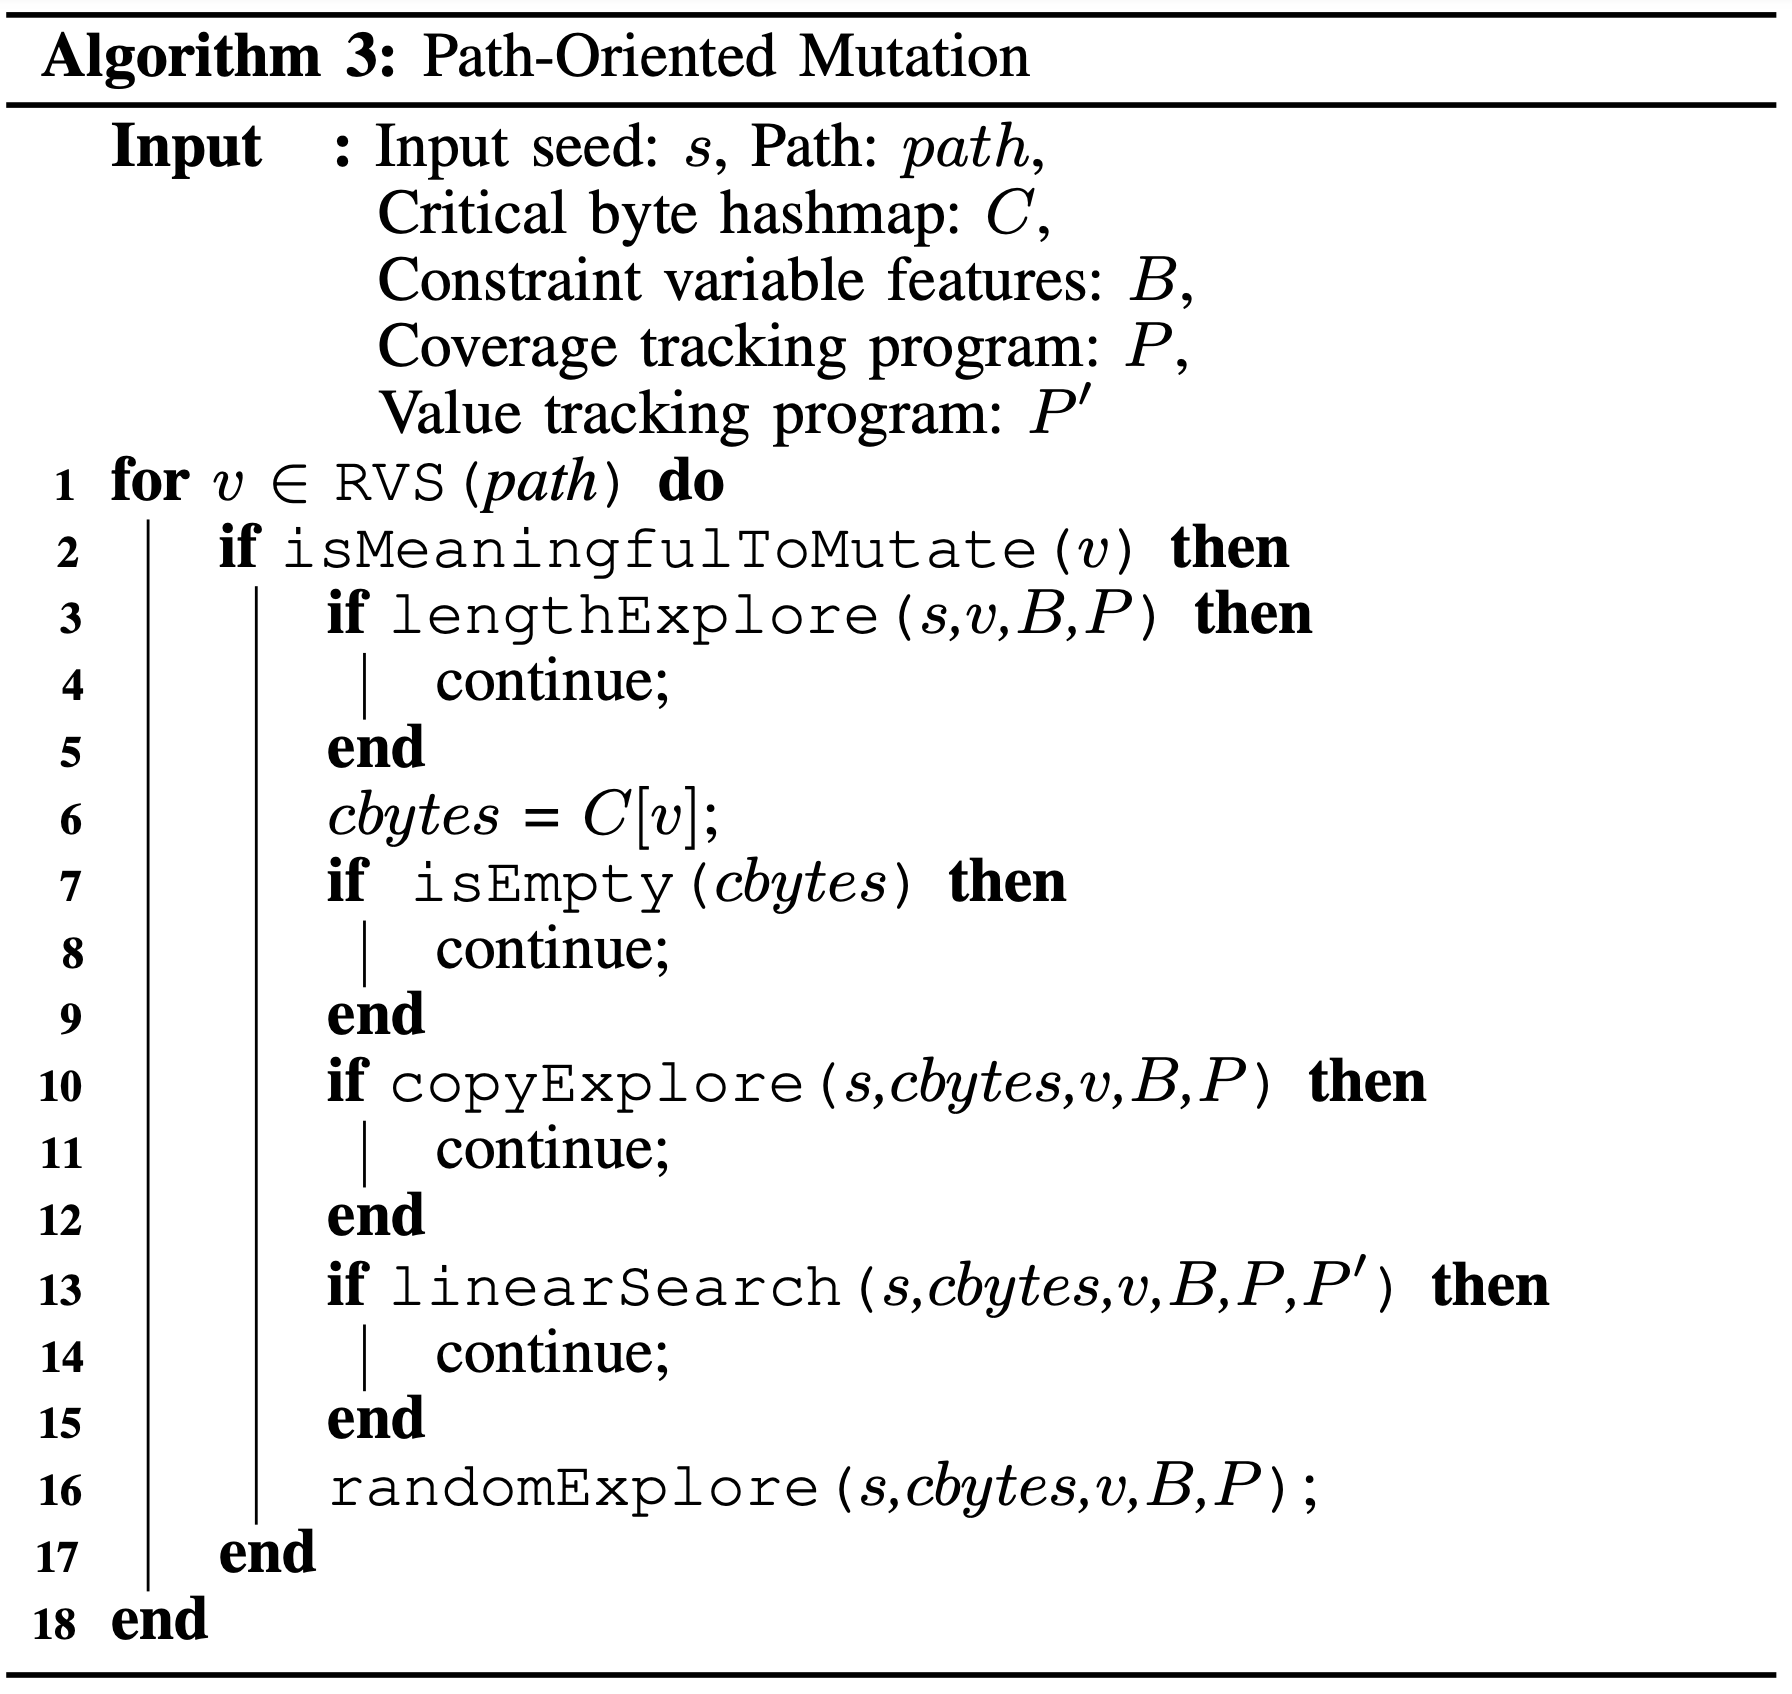 Algorithm 3: Path-Oriented Mutation
Input : Input seed: s, Path: path,
Critical byte hashmap: C,
Constraint variable features: B,
Coverage tracking program: P,
Value tracking program: P′
1 for v ∈ RVS(path) do
2 if isMeaningfulToMutate(v) then
3 if lengthExplore(s,v,B,P) then
4 continue;
5 end
6 cbytes = C[v];
7 if isEmpty(cbytes) then
8 continue;
9 end
10 if copyExplore(s,cbytes,v,B,P) then
11 continue;
12 end
13 if linearSearch(s,cbytes,v,B,P,P′) then
14 continue;
15 end
16 randomExplore(s,cbytes,v,B,P);
17 end
18 end